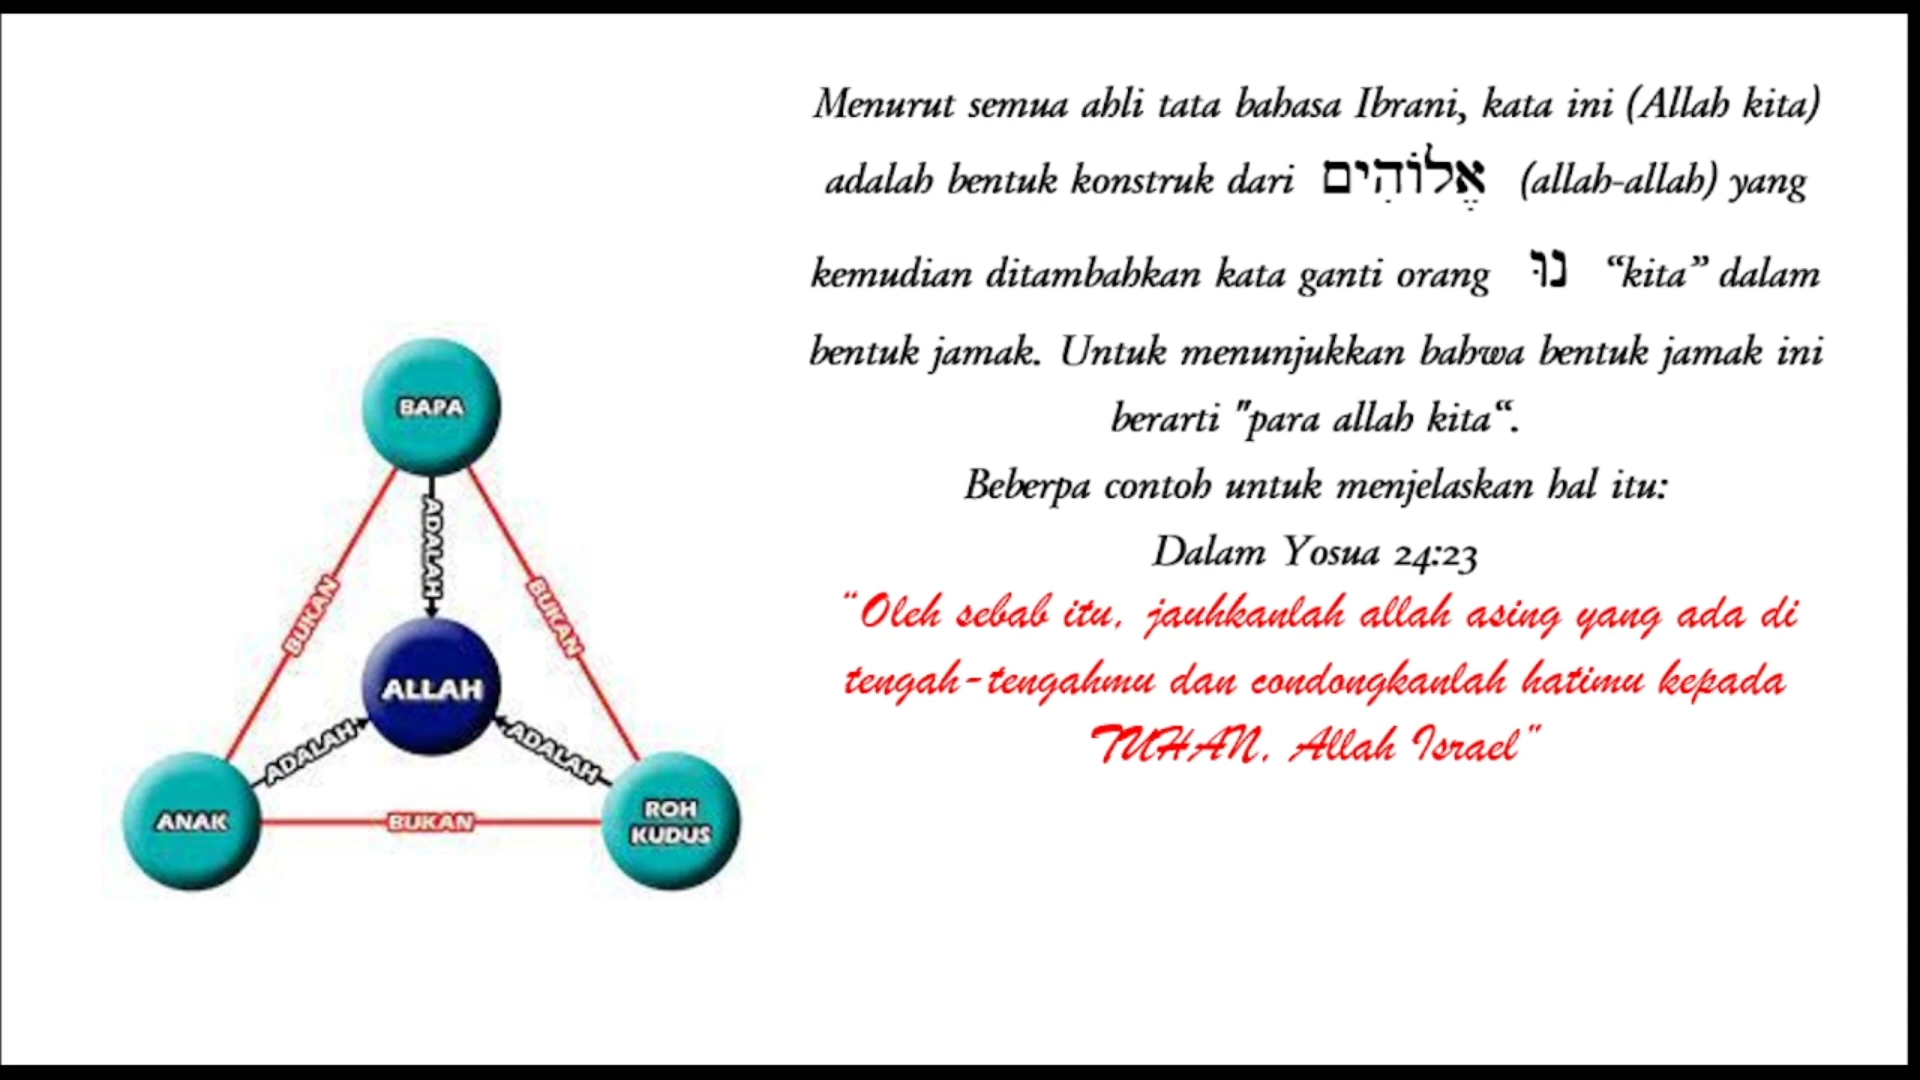 Menurut semua ahli tata bahasa Ibrani, kata ini (Allah kita)
adalah bentuk konstruk dari אֱלוֹהִים (allah-allah) yang
kemudian ditambahkan kata ganti orang נוּ “kita” dalam
bentuk jamak. Untuk menunjukkan bahwa bentuk jamak ini
berarti "para allah kita“.
Beberpa contoh untuk menjelaskan hal itu:
Dalam Yosua 24:23
“Oleh sebab itu, jauhkanlah allah asing yang ada di
tengah-tengahmu dan condongkanlah hatimu kepada
TUHAN, Allah Israel“
BAPA
ADALAH
BUKAN
BUKAN
ALLAH
ADALAH
ADALAH
ANAK
BUKAN
ROH
KUDUS